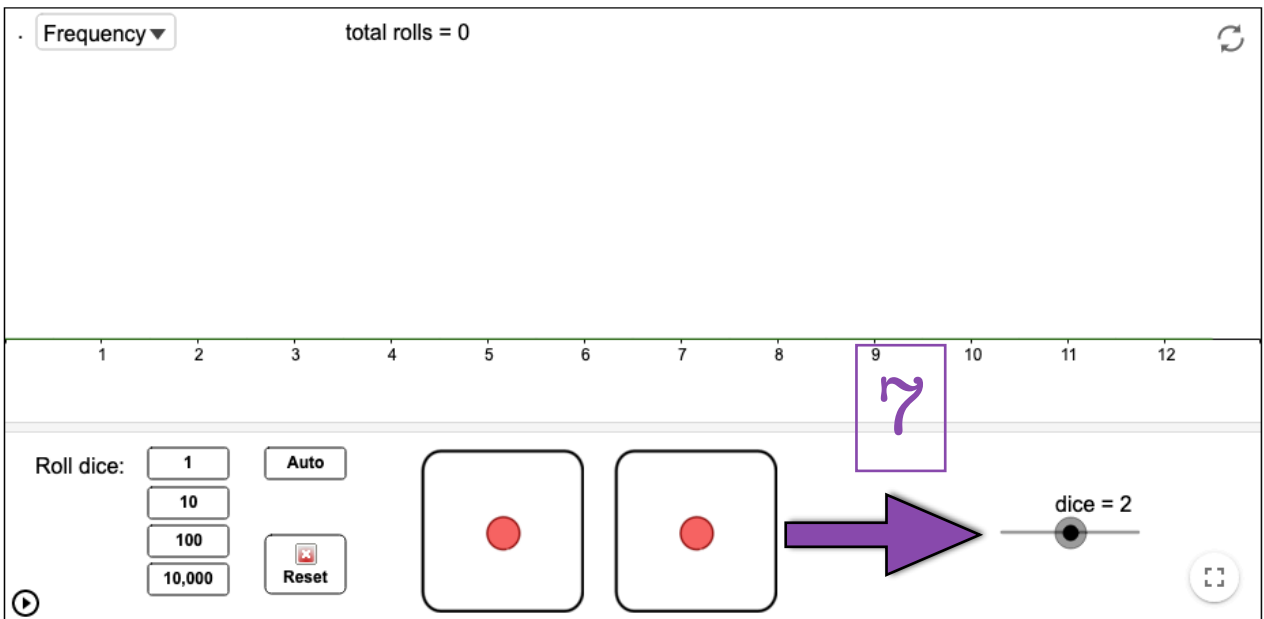 Frequency
total rolls = 0
1 2 3 4 5 6 7 8 9 10 11 12
7
Roll dice:
1
Auto
10
100
10,000
Reset
dice = 2